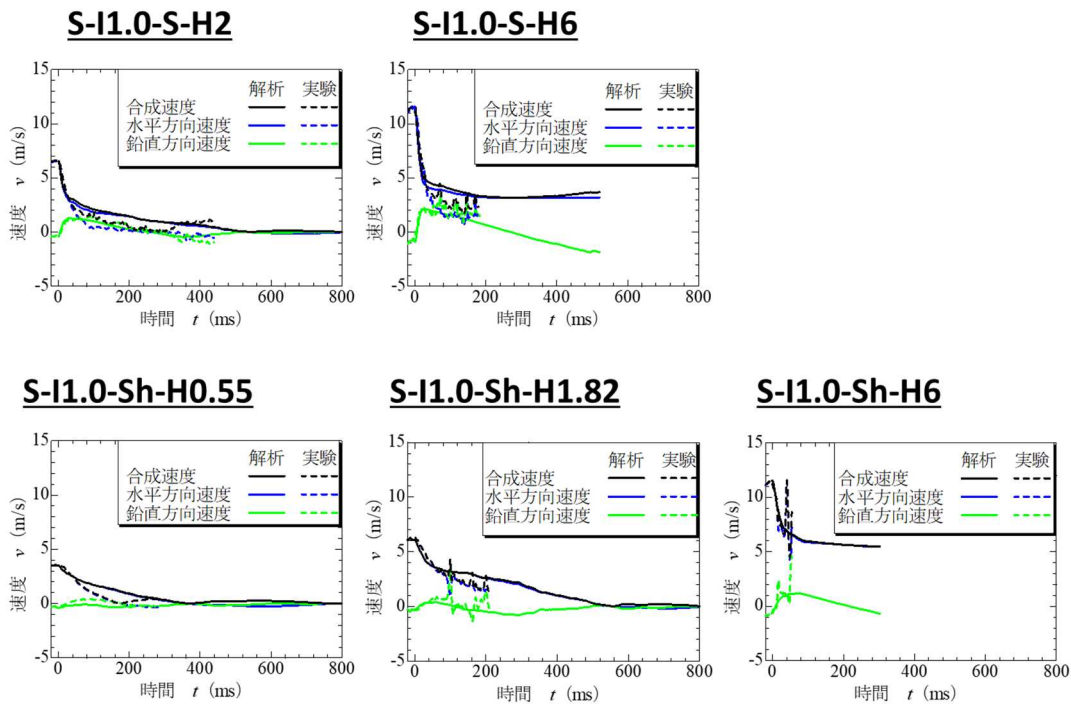 S-I1.0-S-H2
15
10
5
0
-5
速度 v (m/s)
解析 実験
合成速度
水平方向速度
鉛直方向速度
0 200 400 600 800
時間 t (ms)
S-I1.0-S-H6
15
10
5
0
-5
速度 v (m/s)
解析 実験
合成速度
水平方向速度
鉛直方向速度
0 200 400 600 800
時間 t (ms)
S-I1.0-Sh-H0.55
15
10
5
0
-5
速度 v (m/s)
解析 実験
合成速度
水平方向速度
鉛直方向速度
0 200 400 600 800
時間 t (ms)
S-I1.0-Sh-H1.82
15
10
5
0
-5
速度 v (m/s)
解析 実験
合成速度
水平方向速度
鉛直方向速度
0 200 400 600 800
時間 t (ms)
S-I1.0-Sh-H6
15
10
5
0
-5
速度 v (m/s)
解析 実験
合成速度
水平方向速度
鉛直方向速度
0 200 400 600 800
時間 t (ms)